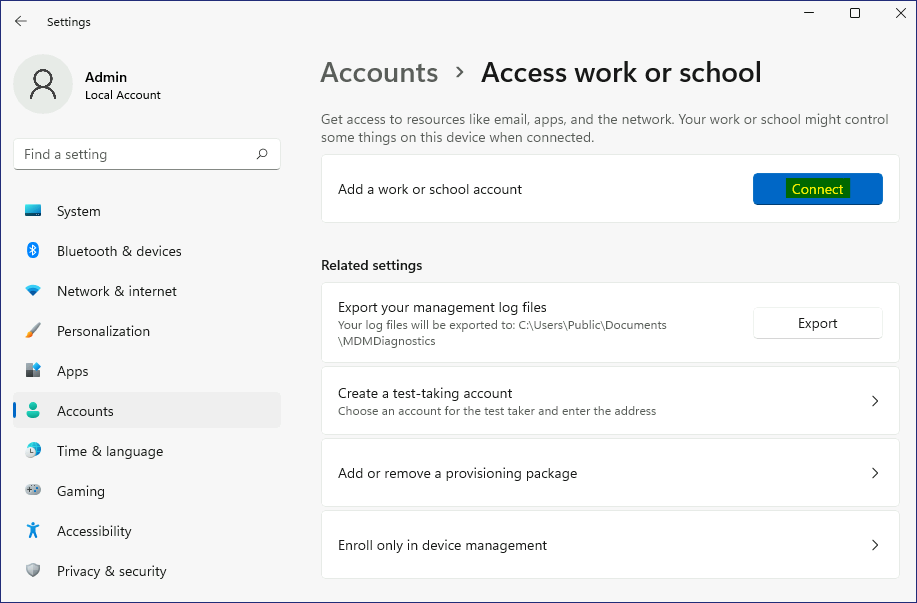 Settings
Admin
Local Account
Find a setting
System
Bluetooth & devices
Network & internet
Personalization
Apps
Accounts
Time & language
Gaming
Accessibility
Privacy & security
Accounts > Access work or school
Get access to resources like email, apps, and the network. Your work or school might control
some things on this device when connected.
Add a work or school account
Connect
Related settings
Export your management log files
Your log files will be exported to: C:\Users\Public\Documents
\MDMDiagnostics
Export
Create a test-taking account
Choose an account for the test taker and enter the address
Add or remove a provisioning package
Enroll only in device management